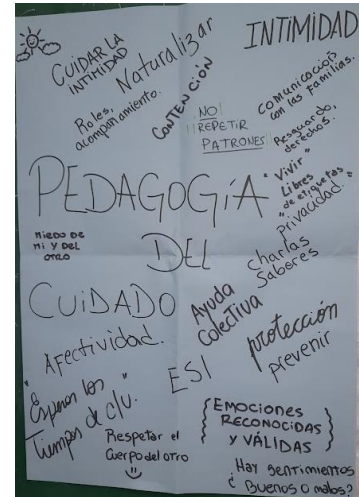 CUIDAR LA
INTIMIDAD
Naturalizar
INTIMIDAD
Roles,
acompañamiento.
CONTENCIÓN
NO!
!!REPETIR
PATRONES!!
COMUNICACIÓN
con las Familias.
Resguardo,
derechos.
"Vivir"
Libres
de etiquetas
Privacidad."
PEDAGOGÍA
DEL
CUIDADO
MIEDO DE
MI Y DEL
OTRO
Charlas
Saberes
Ayuda
Colectiva
protección
prevenir
Afectividad.
ESI
"Esperar los
Tiempos de c/u."
Respetar el
Cuerpo del otro
EMOCIONES
RECONOCIDAS
Y VÁLIDAS
Hay sentimientos
¿Buenos o malos?